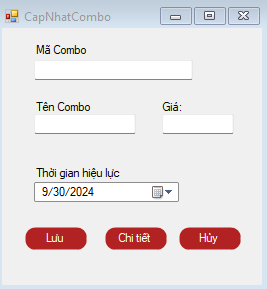 CapNhatCombo
Mã Combo
Tên Combo Giá:
Thời gian hiệu lực
9/30/2024
Lưu Chi tiết Hủy